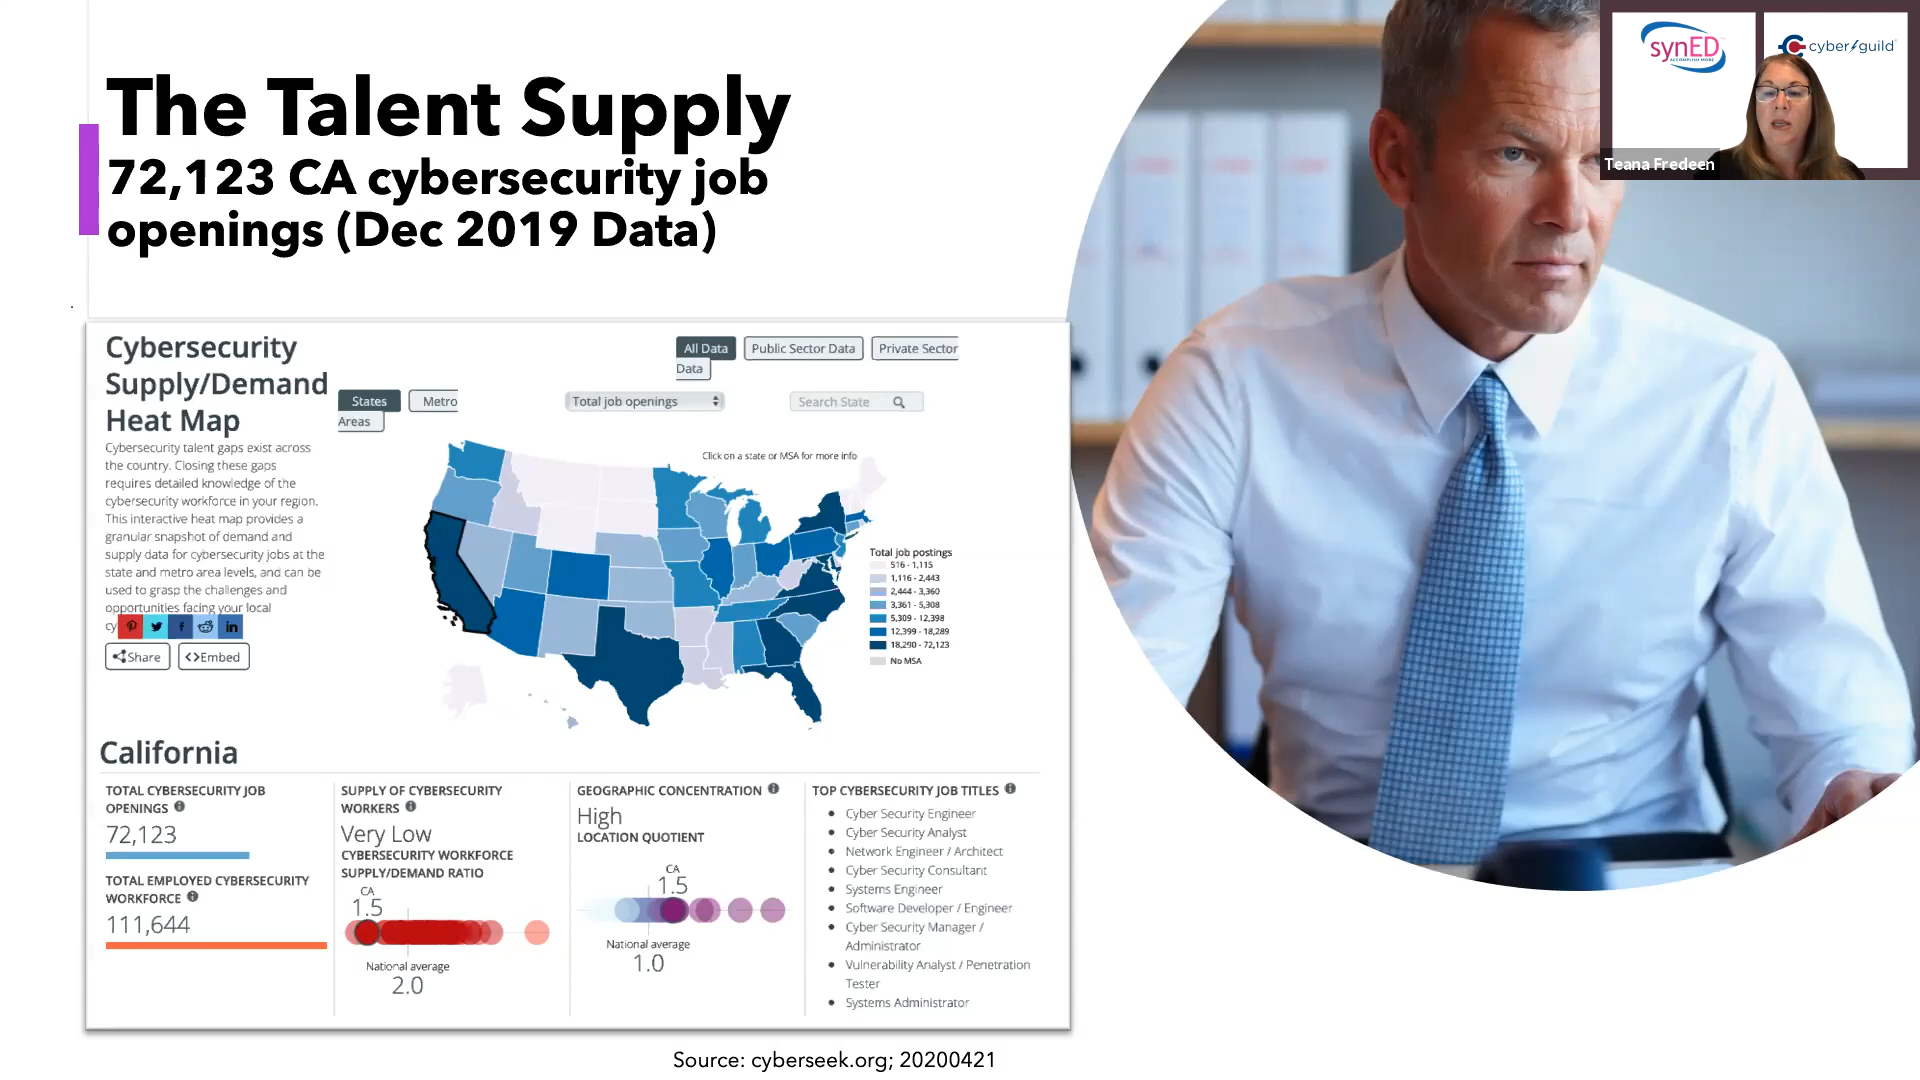 The Talent Supply
72,123 CA cybersecurity job
openings (Dec 2019 Data)
synED
ACCOMPLISH MORE
cyber/guild
Teana Fredeen
Cybersecurity
Supply/Demand
Heat Map
All Data
Public Sector Data
Private Sector
Data
States
Metro
Areas
Total job openings
Search State
Cybersecurity talent gaps exist across
the country. Closing these gaps
requires detailed knowledge of the
cybersecurity workforce in your region.
This interactive heat map provides a
granular snapshot of demand and
supply data for cybersecurity jobs at the
state and metro area levels, and can be
used to grasp the challenges and
opportunities facing your local
cy
Share
Embed
Click on a state or MSA for more info
Total job postings
516 - 1,115
1,116 - 2,443
2,444 - 3,360
3,361 - 5,308
5,309 - 12,398
12,399 - 18,289
18,290 - 72,123
No MSA
California
TOTAL CYBERSECURITY JOB
OPENINGS
72,123
TOTAL EMPLOYED CYBERSECURITY
WORKFORCE
111,644
SUPPLY OF CYBERSECURITY
WORKERS
Very Low
CYBERSECURITY WORKFORCE
SUPPLY/DEMAND RATIO
CA
1.5
National average
2.0
GEOGRAPHIC CONCENTRATION
High
LOCATION QUOTIENT
CA
1.5
National average
1.0
TOP CYBERSECURITY JOB TITLES
Cyber Security Engineer
Cyber Security Analyst
Network Engineer / Architect
Cyber Security Consultant
Systems Engineer
Software Developer / Engineer
Cyber Security Manager /
Administrator
Vulnerability Analyst / Penetration
Tester
Systems Administrator
Source: cyberseek.org; 20200421